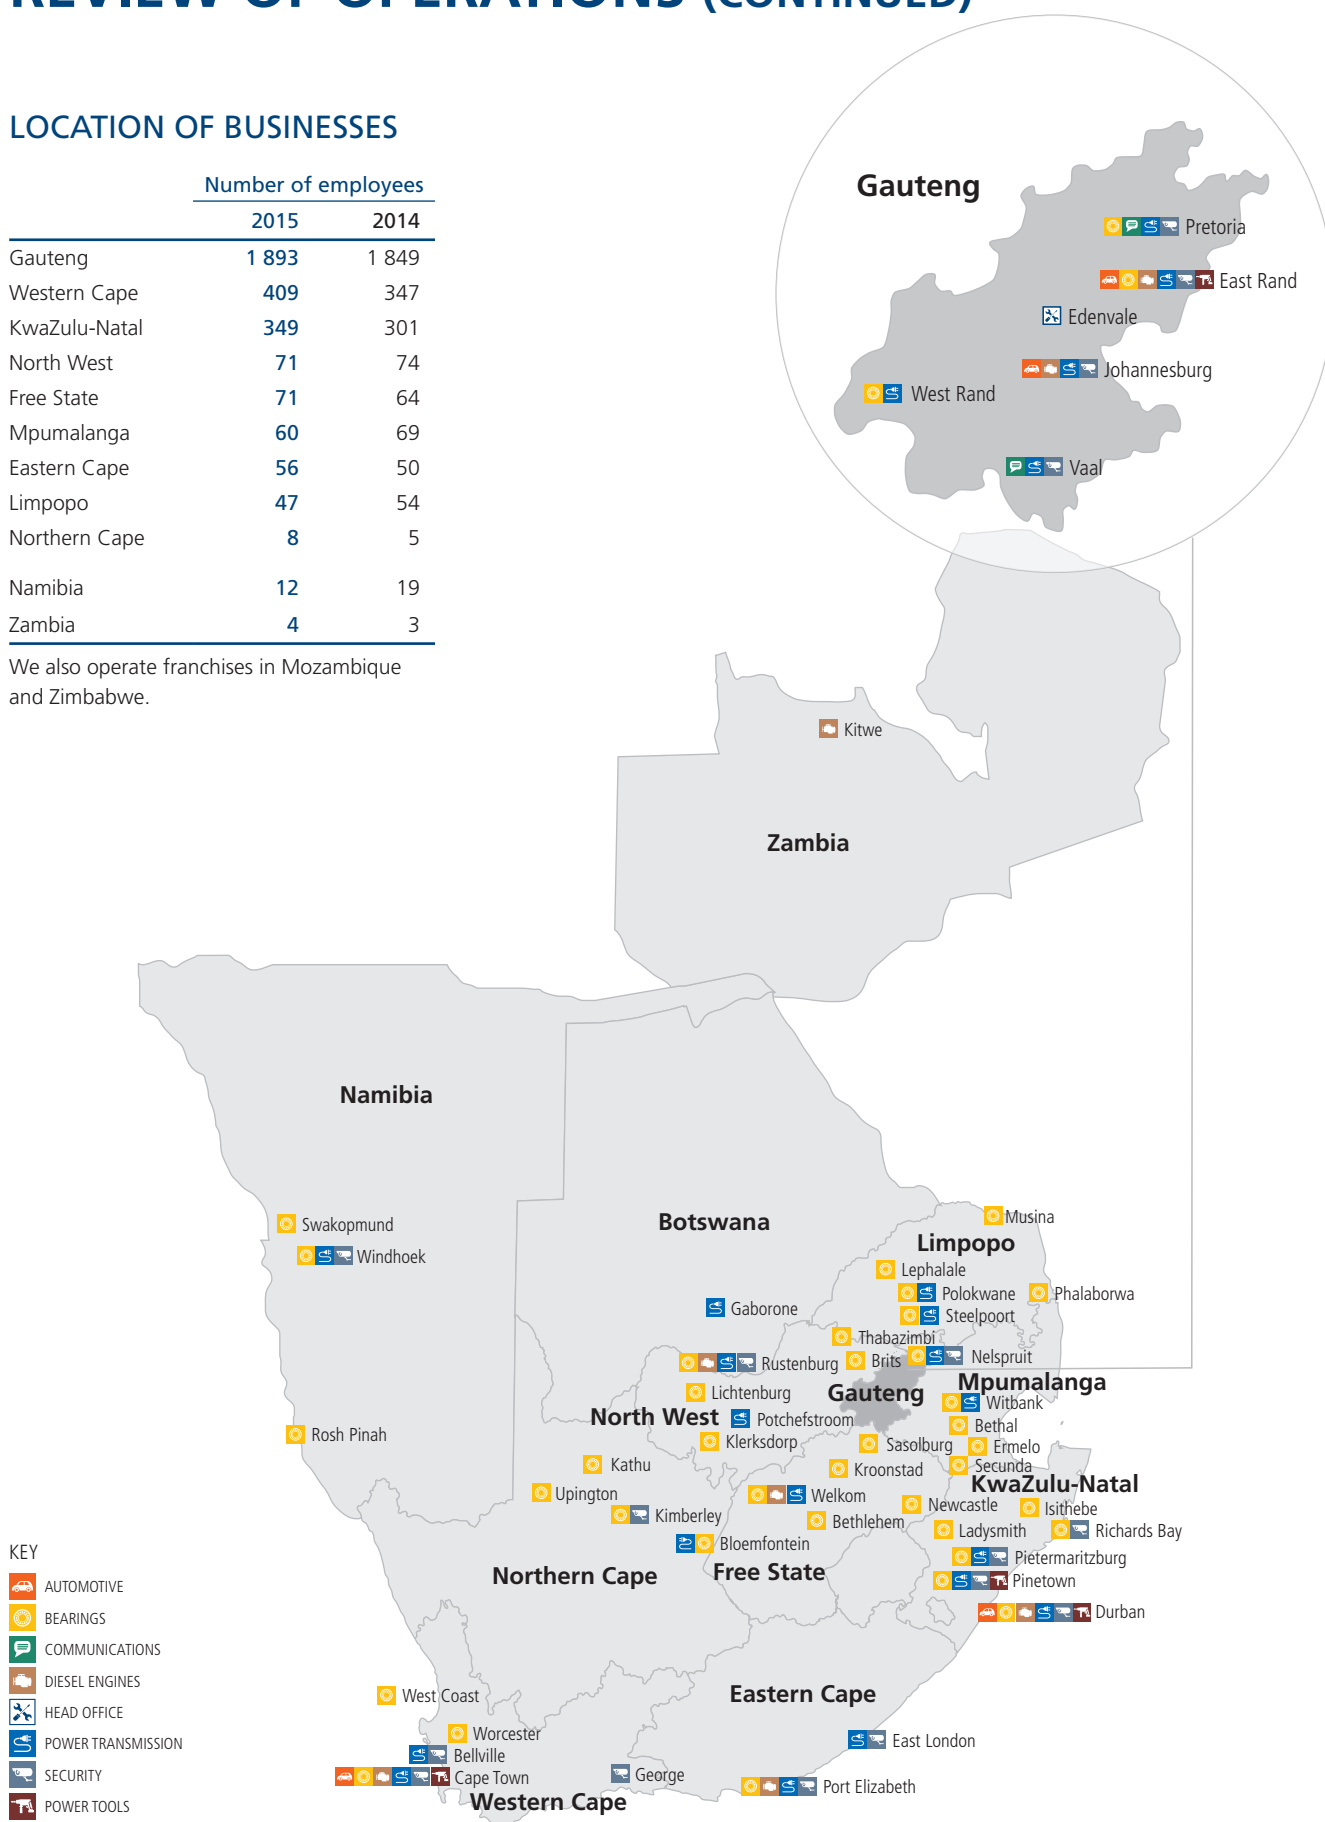 REVIEW OF OPERATIONS (CONTINUED)
LOCATION OF BUSINESSES
Number of employees
2015 2014
Gauteng 1 893 1 849
Western Cape 409 347
KwaZulu-Natal 349 301
North West 71 74
Free State 71 64
Mpumalanga 60 69
Eastern Cape 56 50
Limpopo 47 54
Northern Cape 8 5
Namibia 12 19
Zambia 4 3
We also operate franchises in Mozambique
and Zimbabwe.
Gauteng
Pretoria
East Rand
Edenvale
Johannesburg
West Rand
Vaal
Kitwe
Zambia
Namibia
Swakopmund
Windhoek
Rosh Pinah
Botswana
Gaborone
Musina
Limpopo
Lephalale
Polokwane
Phalaborwa
Steelpoort
Thabazimbi
Brits
Nelspruit
Rustenburg
Lichtenburg
Gauteng
Mpumalanga
North West
Potchefstroom
Klerksdorp
Witbank
Bethal
Sasolburg
Ermelo
Secunda
Kathu
Kroonstad
KwaZulu-Natal
Upington
Welkom
Newcastle
Isithebe
Kimberley
Bethlehem
Ladysmith
Richards Bay
Bloemfontein
Pietermaritzburg
Northern Cape
Free State
Pinetown
Durban
West Coast
Eastern Cape
Worcester
Bellville
East London
Cape Town
George
Port Elizabeth
Western Cape
KEY
AUTOMOTIVE
BEARINGS
COMMUNICATIONS
DIESEL ENGINES
HEAD OFFICE
POWER TRANSMISSION
SECURITY
POWER TOOLS